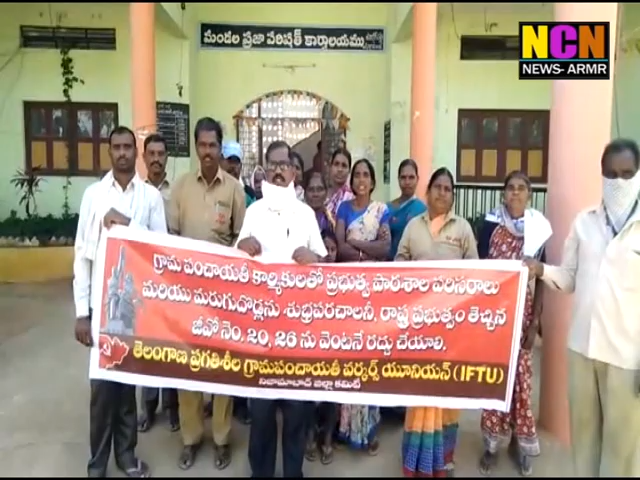 మండల ప్రజా పరిషత్ కార్యాలయము
NCN
NEWS- ARMR
గ్రామ పంచాయతీ కార్మికులతో ప్రభుత్వ పాఠశాల పరిసరాలు
మరియు మరుగుదొడ్లను శుభ్రపరచాలనీ, రాష్ట్ర ప్రభుత్వం తెచ్చిన
జీవో నెం. 20, 26 ను వెంటనే రద్దు చేయాలి.
తెలంగాణ ప్రగతిశీల గ్రామపంచాయతీ వర్కర్స్ యూనియన్ (IFTU)
నిజామాబాద్ జిల్లా కమిటి